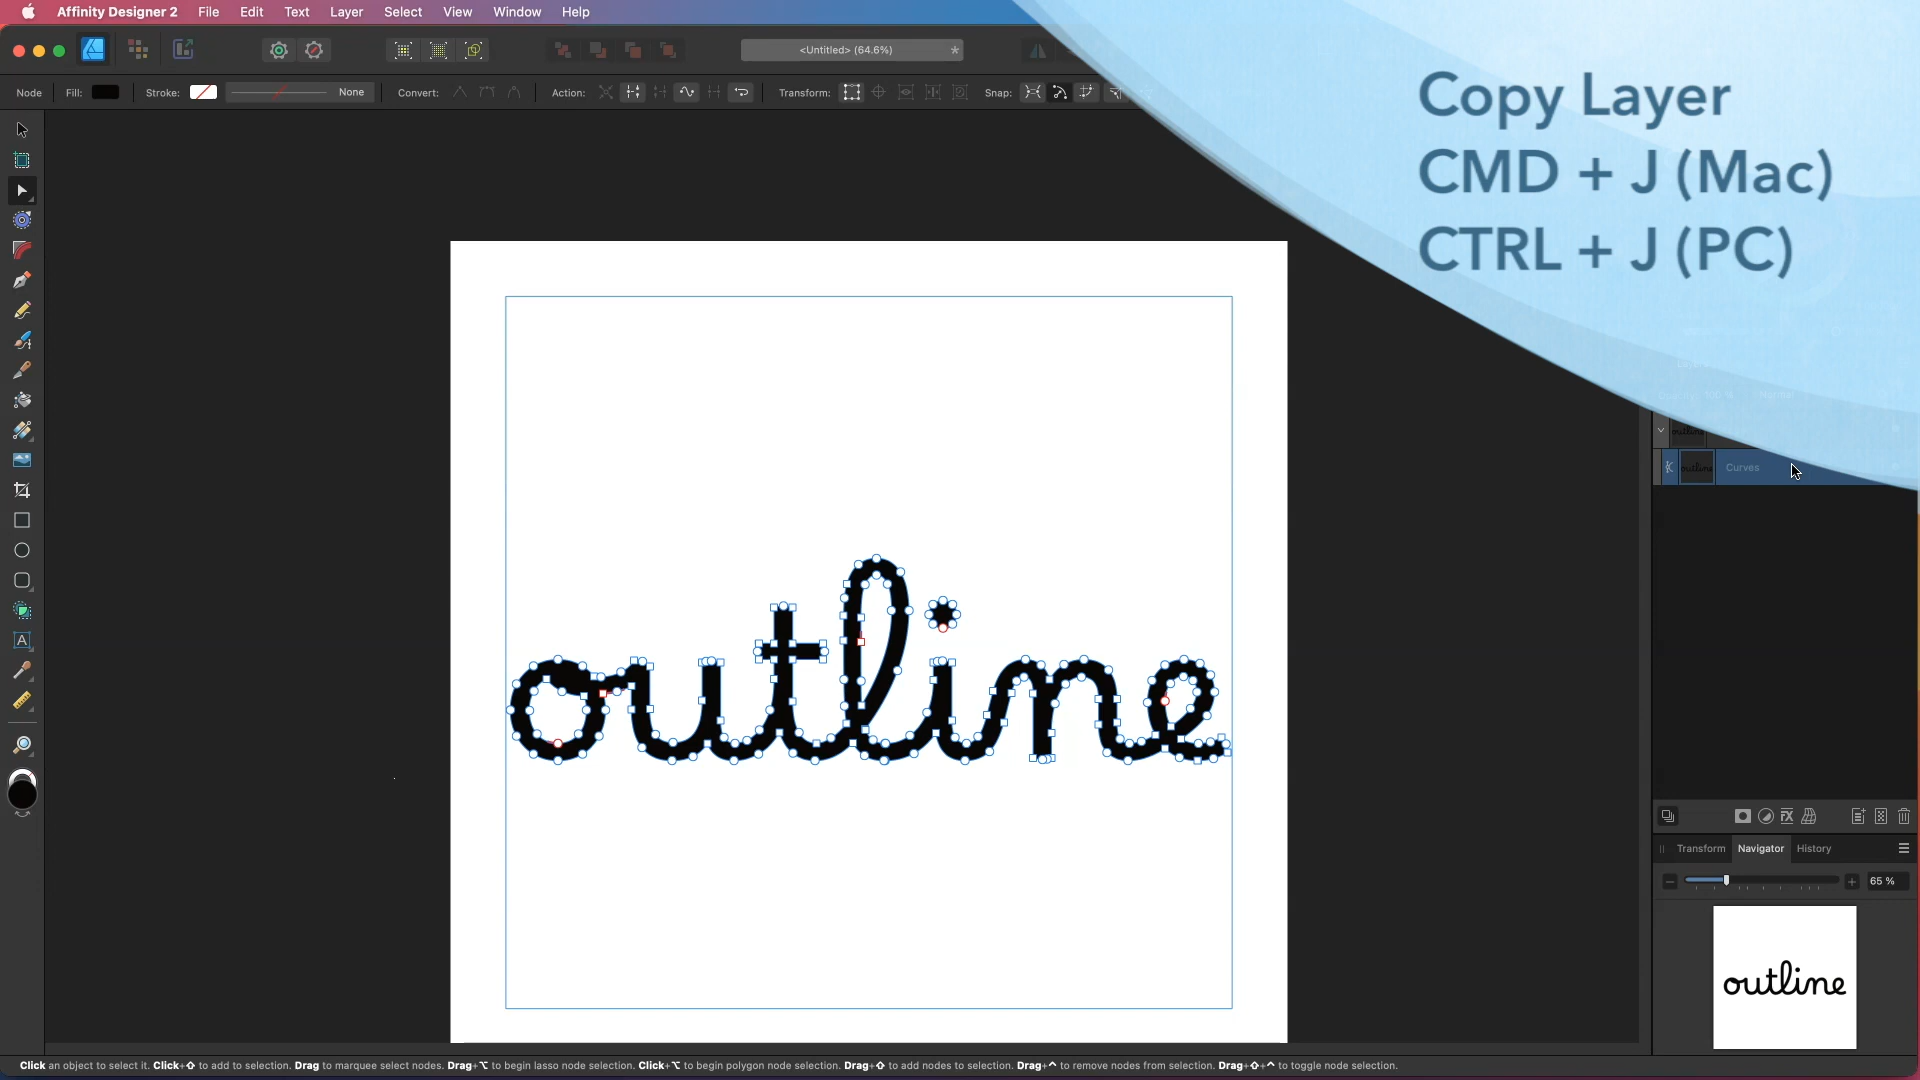 Affinity Designer 2 File Edit Text Layer Select View Window Help
<Untitled> (64.6%) *
Node Fill: Stroke: None Convert: Action: Transform: Snap:
Copy Layer
CMD + J (Mac)
CTRL + J (PC)
outline
outline Curves
outline
Transform Navigator History
65 %
outline
Click an object to select it. Click+⇧ to add to selection. Drag to marquee select nodes. Drag+⌥ to begin lasso node selection. Click+⌥ to begin polygon node selection. Drag+⇧ to add nodes to selection. Drag+^ to remove nodes from selection. Drag+⇧+^ to toggle node selection.